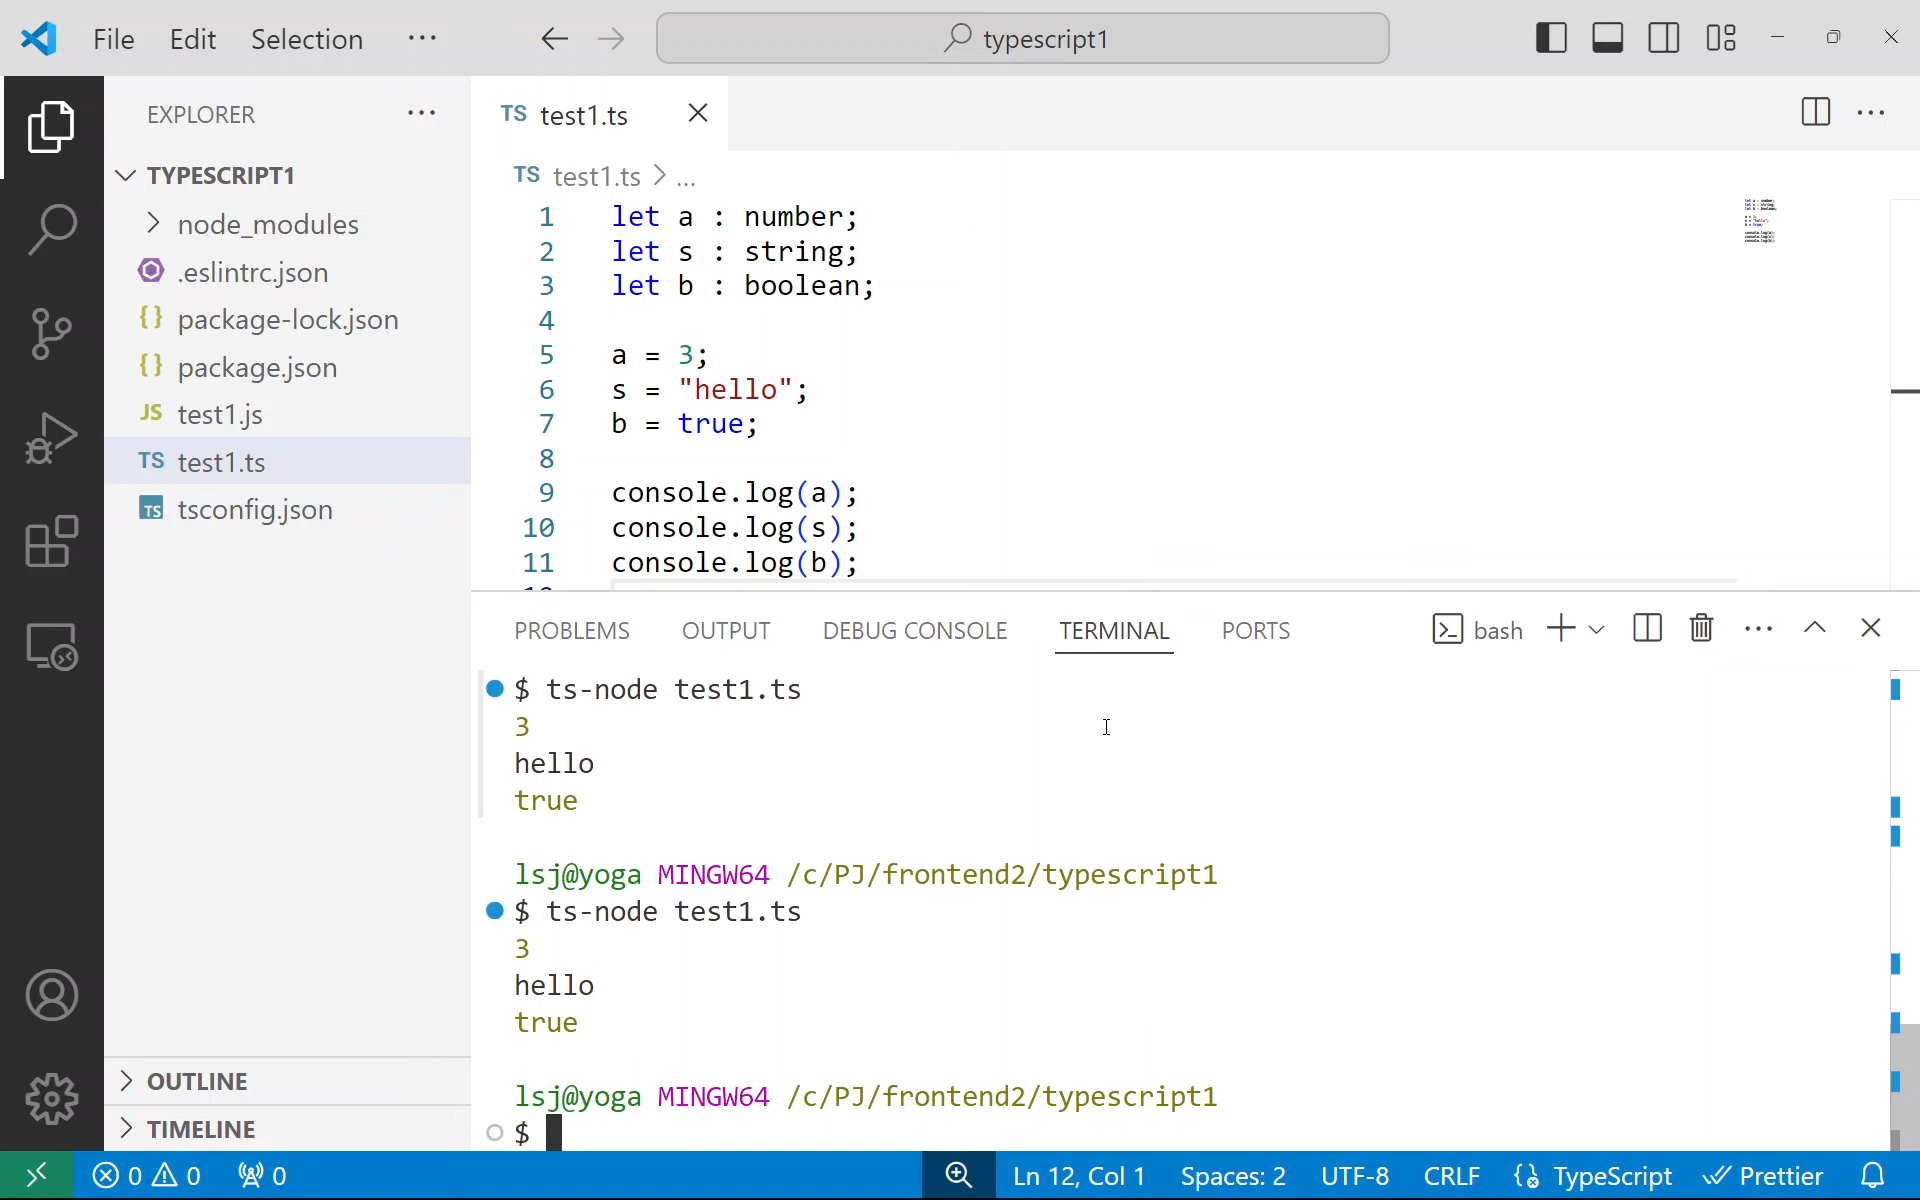 File Edit Selection ···
typescript1
EXPLORER ···
TYPESCRIPT1
node_modules
.eslintrc.json
{} package-lock.json
{} package.json
JS test1.js
TS test1.ts
TS tsconfig.json
OUTLINE
TIMELINE
TS test1.ts
TS test1.ts > ...
1 let a : number;
2 let s : string;
3 let b : boolean;
4
5 a = 3;
6 s = "hello";
7 b = true;
8
9 console.log(a);
10 console.log(s);
11 console.log(b);
PROBLEMS OUTPUT DEBUG CONSOLE TERMINAL PORTS bash
$ ts-node test1.ts
3
hello
true
lsj@yoga MINGW64 /c/PJ/frontend2/typescript1
$ ts-node test1.ts
3
hello
true
lsj@yoga MINGW64 /c/PJ/frontend2/typescript1
$
0 0 0 Ln 12, Col 1 Spaces: 2 UTF-8 CRLF TypeScript Prettier